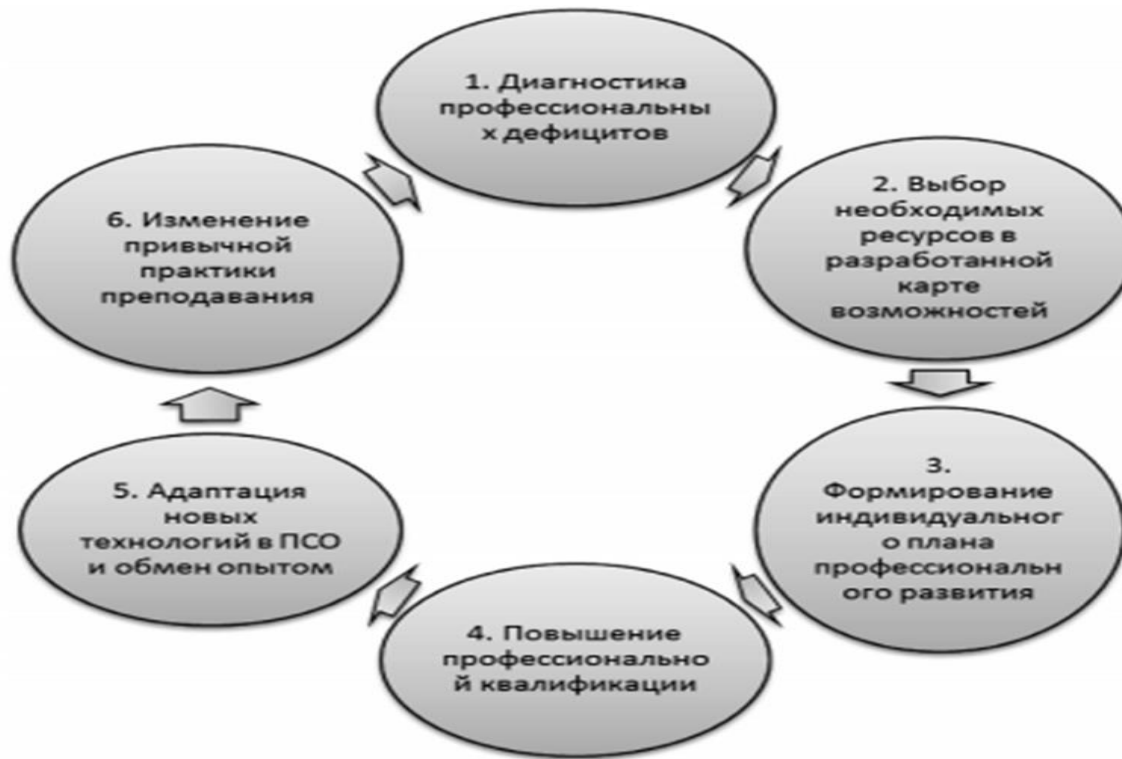 1. Диагностика
профессиональны
х дефицитов
2. Выбор
необходимых
ресурсов в
разработанной
карте
возможностей
3.
Формирование
индивидуальног
о плана
профессиональн
ого развития
4. Повышение
профессионально
й квалификации
5. Адаптация
новых
технологий в ПСО
и обмен опытом
6. Изменение
привычной
практики
преподавания